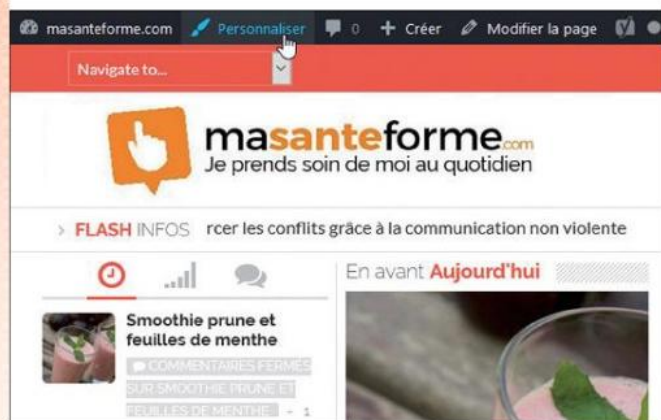 masanteforme.com Personnaliser 0 Créer Modifier la page
Navigate to...
masanteforme.com
Je prends soin de moi au quotidien
> FLASH INFOS rcer les conflits grâce à la communication non violente
En avant Aujourd'hui
Smoothie prune et
feuilles de menthe
COMMENTAIRES FERMÉS
SUR SMOOTHIE PRUNE ET
FEUILLES DE MENTHE - 1